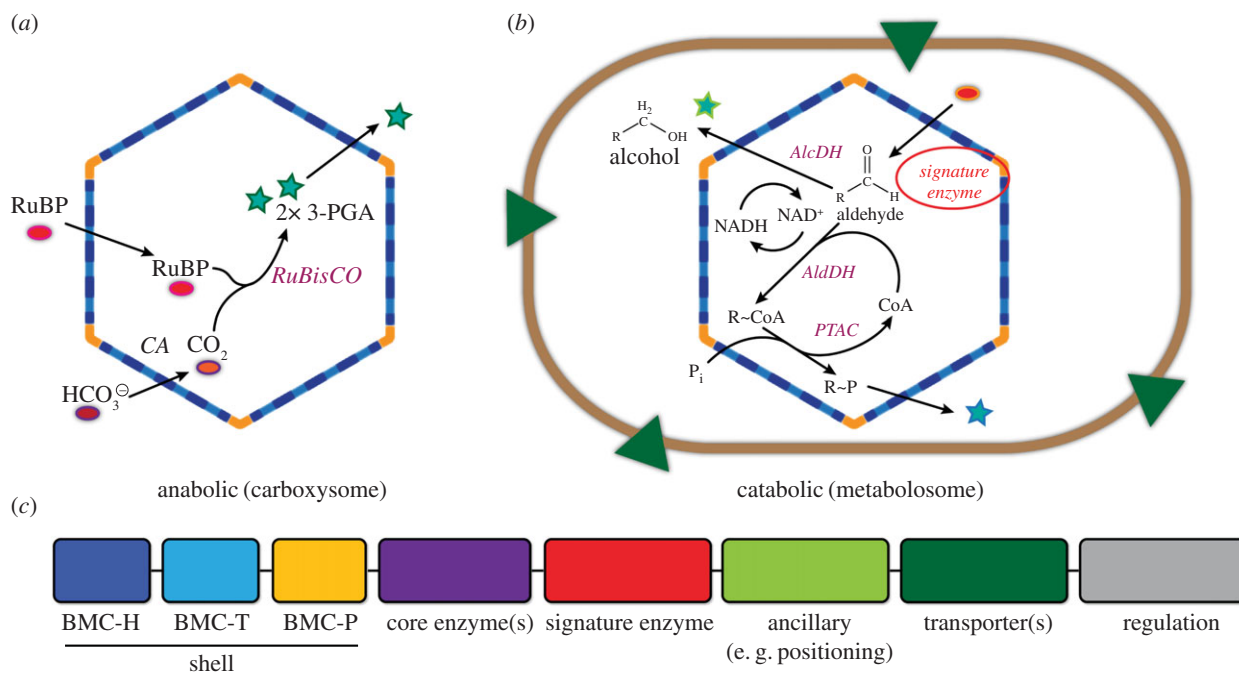 (a)
RuBP
RuBP
CA
CO2
HCO3⊖
2× 3-PGA
RuBisCO
anabolic (carboxysome)
(b)
H2
C
R
OH
alcohol
AlcDH
O
C
R
H
aldehyde
signature
enzyme
NADH
NAD+
AldDH
R~CoA
CoA
PTAC
Pi
R~P
catabolic (metabolosome)
(c)
BMC-H
BMC-T
BMC-P
shell
core enzyme(s)
signature enzyme
ancillary
(e. g. positioning)
transporter(s)
regulation